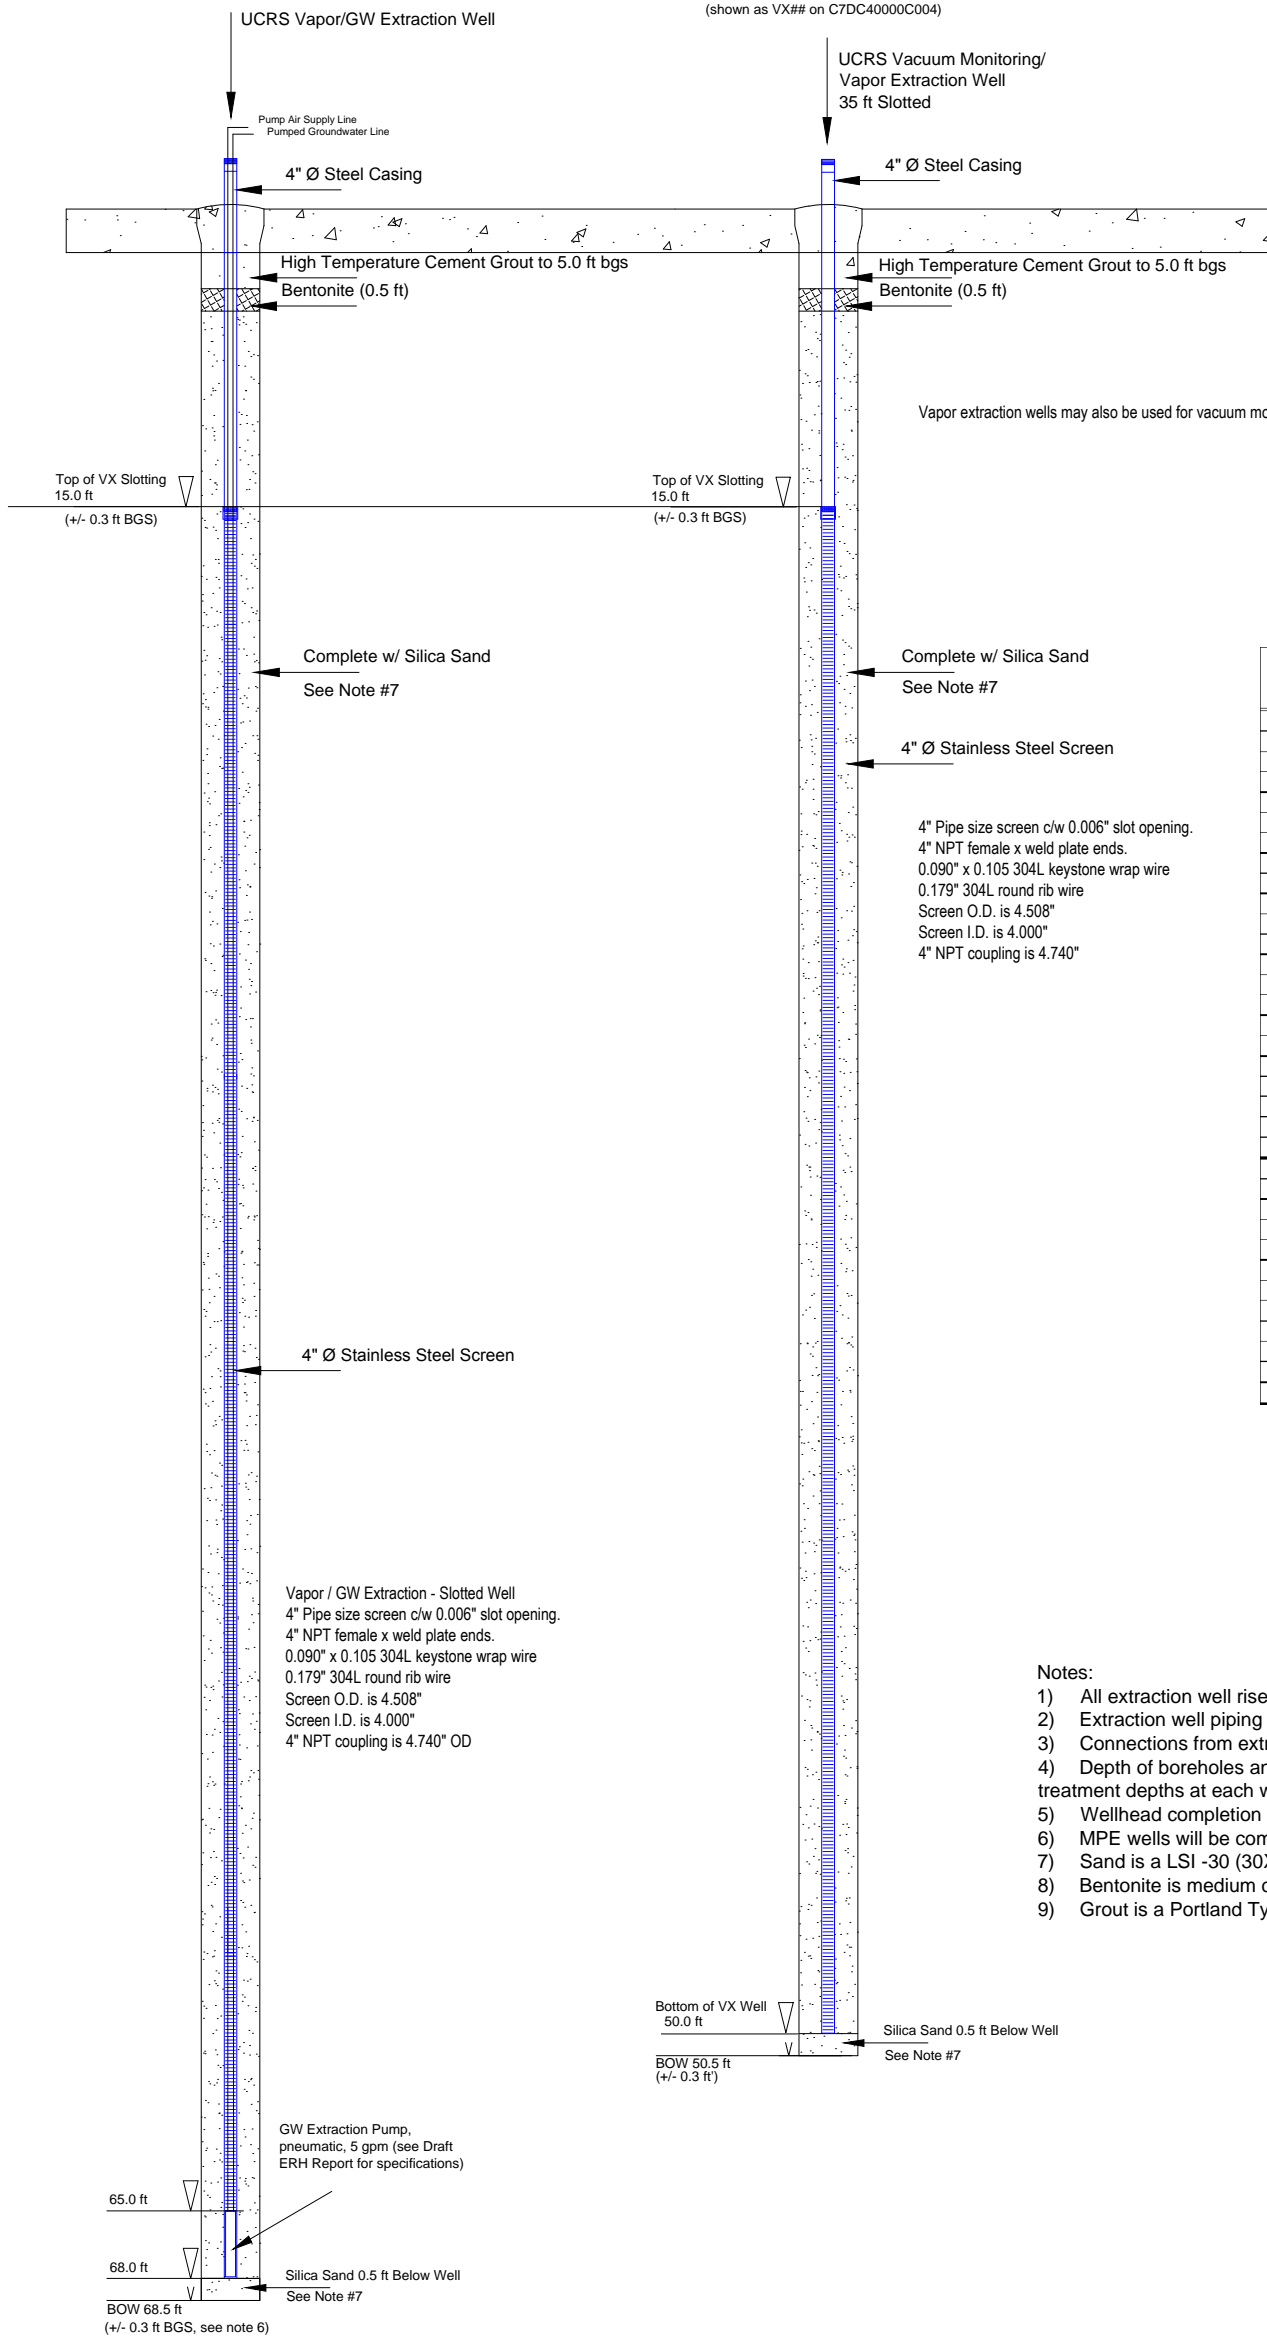 UCRS Vapor/GW Extraction Well
Pump Air Supply Line
Pumped Groundwater Line
4" Ø Steel Casing
High Temperature Cement Grout to 5.0 ft bgs
Bentonite (0.5 ft)
Top of VX Slotting
15.0 ft
(+/- 0.3 ft BGS)
Complete w/ Silica Sand
See Note #7
4" Ø Stainless Steel Screen
Vapor / GW Extraction - Slotted Well
4" Pipe size screen c/w 0.006" slot opening.
4" NPT female x weld plate ends.
0.090" x 0.105 304L keystone wrap wire
0.179" 304L round rib wire
Screen O.D. is 4.508"
Screen I.D. is 4.000"
4" NPT coupling is 4.740" OD
GW Extraction Pump,
pneumatic, 5 gpm (see Draft
ERH Report for specifications)
65.0 ft
68.0 ft
Silica Sand 0.5 ft Below Well
See Note #7
BOW 68.5 ft
(+/- 0.3 ft BGS, see note 6)
(shown as VX## on C7DC40000C004)
UCRS Vacuum Monitoring/
Vapor Extraction Well
35 ft Slotted
4" Ø Steel Casing
High Temperature Cement Grout to 5.0 ft bgs
Bentonite (0.5 ft)
Vapor extraction wells may also be used for vacuum mo
Top of VX Slotting
15.0 ft
(+/- 0.3 ft BGS)
Complete w/ Silica Sand
See Note #7
4" Ø Stainless Steel Screen
4" Pipe size screen c/w 0.006" slot opening.
4" NPT female x weld plate ends.
0.090" x 0.105 304L keystone wrap wire
0.179" 304L round rib wire
Screen O.D. is 4.508"
Screen I.D. is 4.000"
4" NPT coupling is 4.740"
Bottom of VX Well
50.0 ft
Silica Sand 0.5 ft Below Well
See Note #7
BOW 50.5 ft
(+/- 0.3 ft')
Notes:
1) All extraction well rise
2) Extraction well piping
3) Connections from extr
4) Depth of boreholes an
treatment depths at each w
5) Wellhead completion
6) MPE wells will be com
7) Sand is a LSI -30 (30X
8) Bentonite is medium c
9) Grout is a Portland Ty